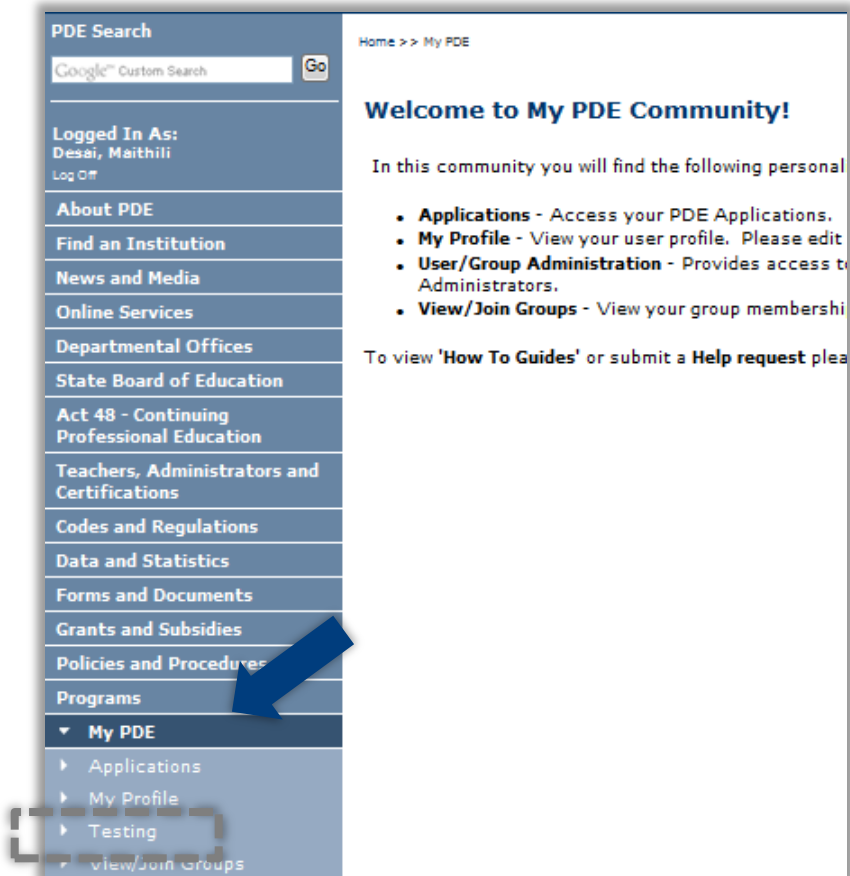 PDE Search
Google™ Custom Search
Go
Logged In As:
Desai, Maithili
Log Off
About PDE
Find an Institution
News and Media
Online Services
Departmental Offices
State Board of Education
Act 48 - Continuing
Professional Education
Teachers, Administrators and
Certifications
Codes and Regulations
Data and Statistics
Forms and Documents
Grants and Subsidies
Policies and Procedures
Programs
My PDE
Applications
My Profile
Testing
View/Join Groups
Home >> My PDE
Welcome to My PDE Community!
In this community you will find the following personal
• Applications - Access your PDE Applications.
• My Profile - View your user profile. Please edit
• User/Group Administration - Provides access to
Administrators.
• View/Join Groups - View your group membershi
To view 'How To Guides' or submit a Help request plea